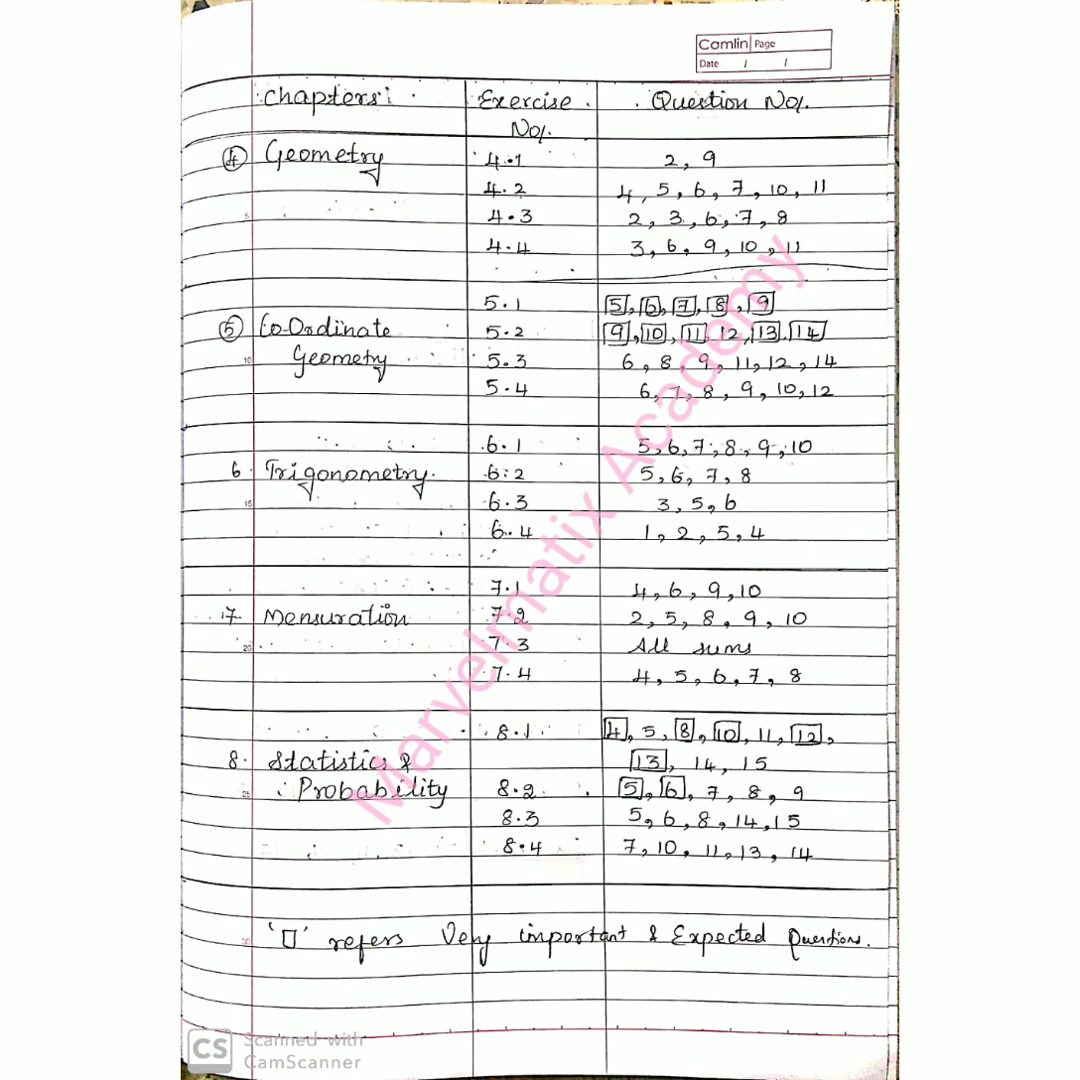 Camlin Page
Date / /
Chapters: Exercise No/. Question No/.
④ Geometry 4.1 2, 9
4.2 4, 5, 6, 7, 10, 11
4.3 2, 3, 6, 7, 8
4.4 3, 6, 9, 10, 11
5.1 5, 6, 7, 8, 9
⑤ Co-Ordinate 5.2 9, 10, 11, 12, 13, 14
Geometry 5.3 6, 8, 9, 11, 12, 14
5.4 6, 7, 8, 9, 10, 12
6.1 5, 6, 7, 8, 9, 10
6. Trigonometry. 6.2 5, 6, 7, 8
6.3 3, 5, 6
6.4 1, 2, 5, 4
7.1 4, 6, 9, 10
7. Mensuration 7.2 2, 5, 8, 9, 10
7.3 All sums
7.4 4, 5, 6, 7, 8
8.1 4, 5, 8, 10, 11, 12,
8. Statistics & 13, 14, 15
Probability 8.2 5, 6, 7, 8, 9
8.3 5, 6, 8, 14, 15
8.4 7, 10, 11, 13, 14
'□' refers Very important & Expected Questions.
Marvelmatix Academy
CS Scanned with
CamScanner